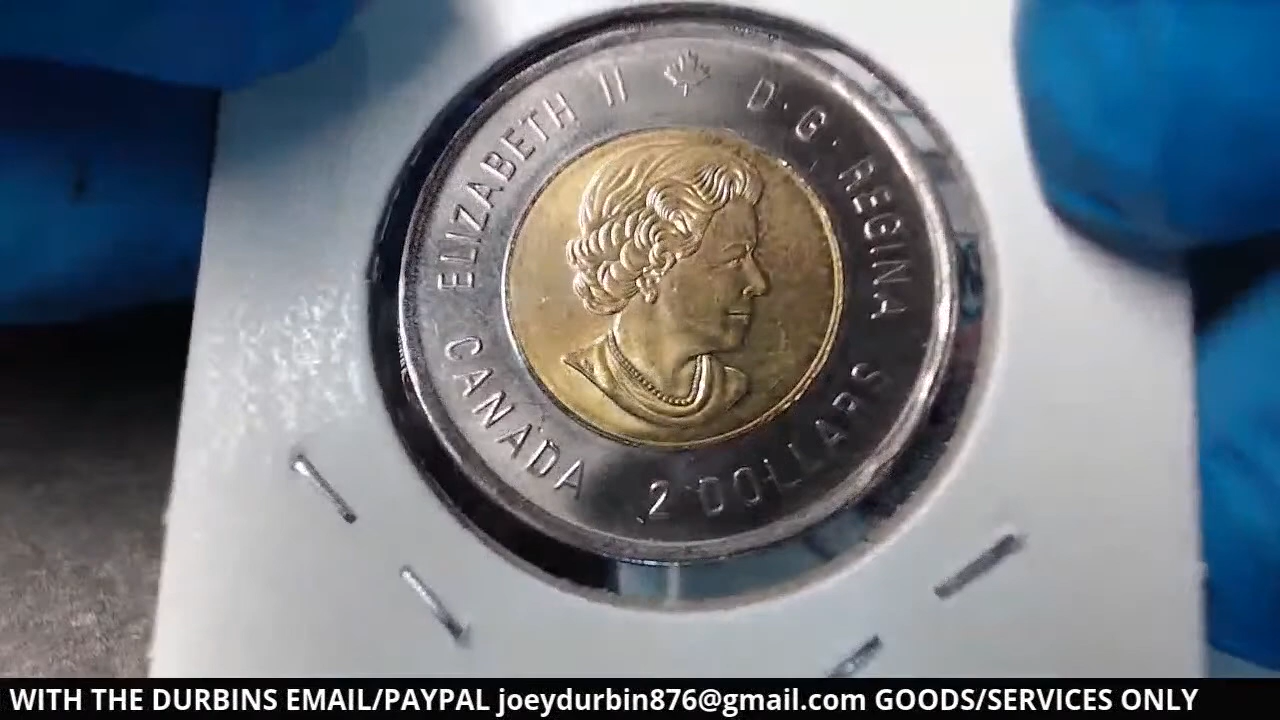 ELIZABETH II D·G·REGINA
CANADA 2 DOLLARS
WITH THE DURBINS EMAIL/PAYPAL joeydurbin876@gmail.com GOODS/SERVICES ONLY